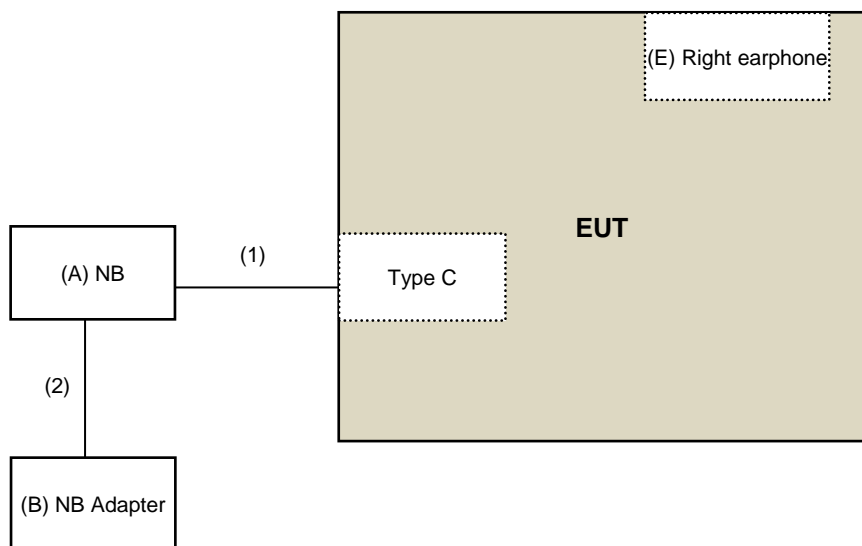 (E) Right earphone
EUT
(1)
(A) NB
Type C
(2)
(B) NB Adapter